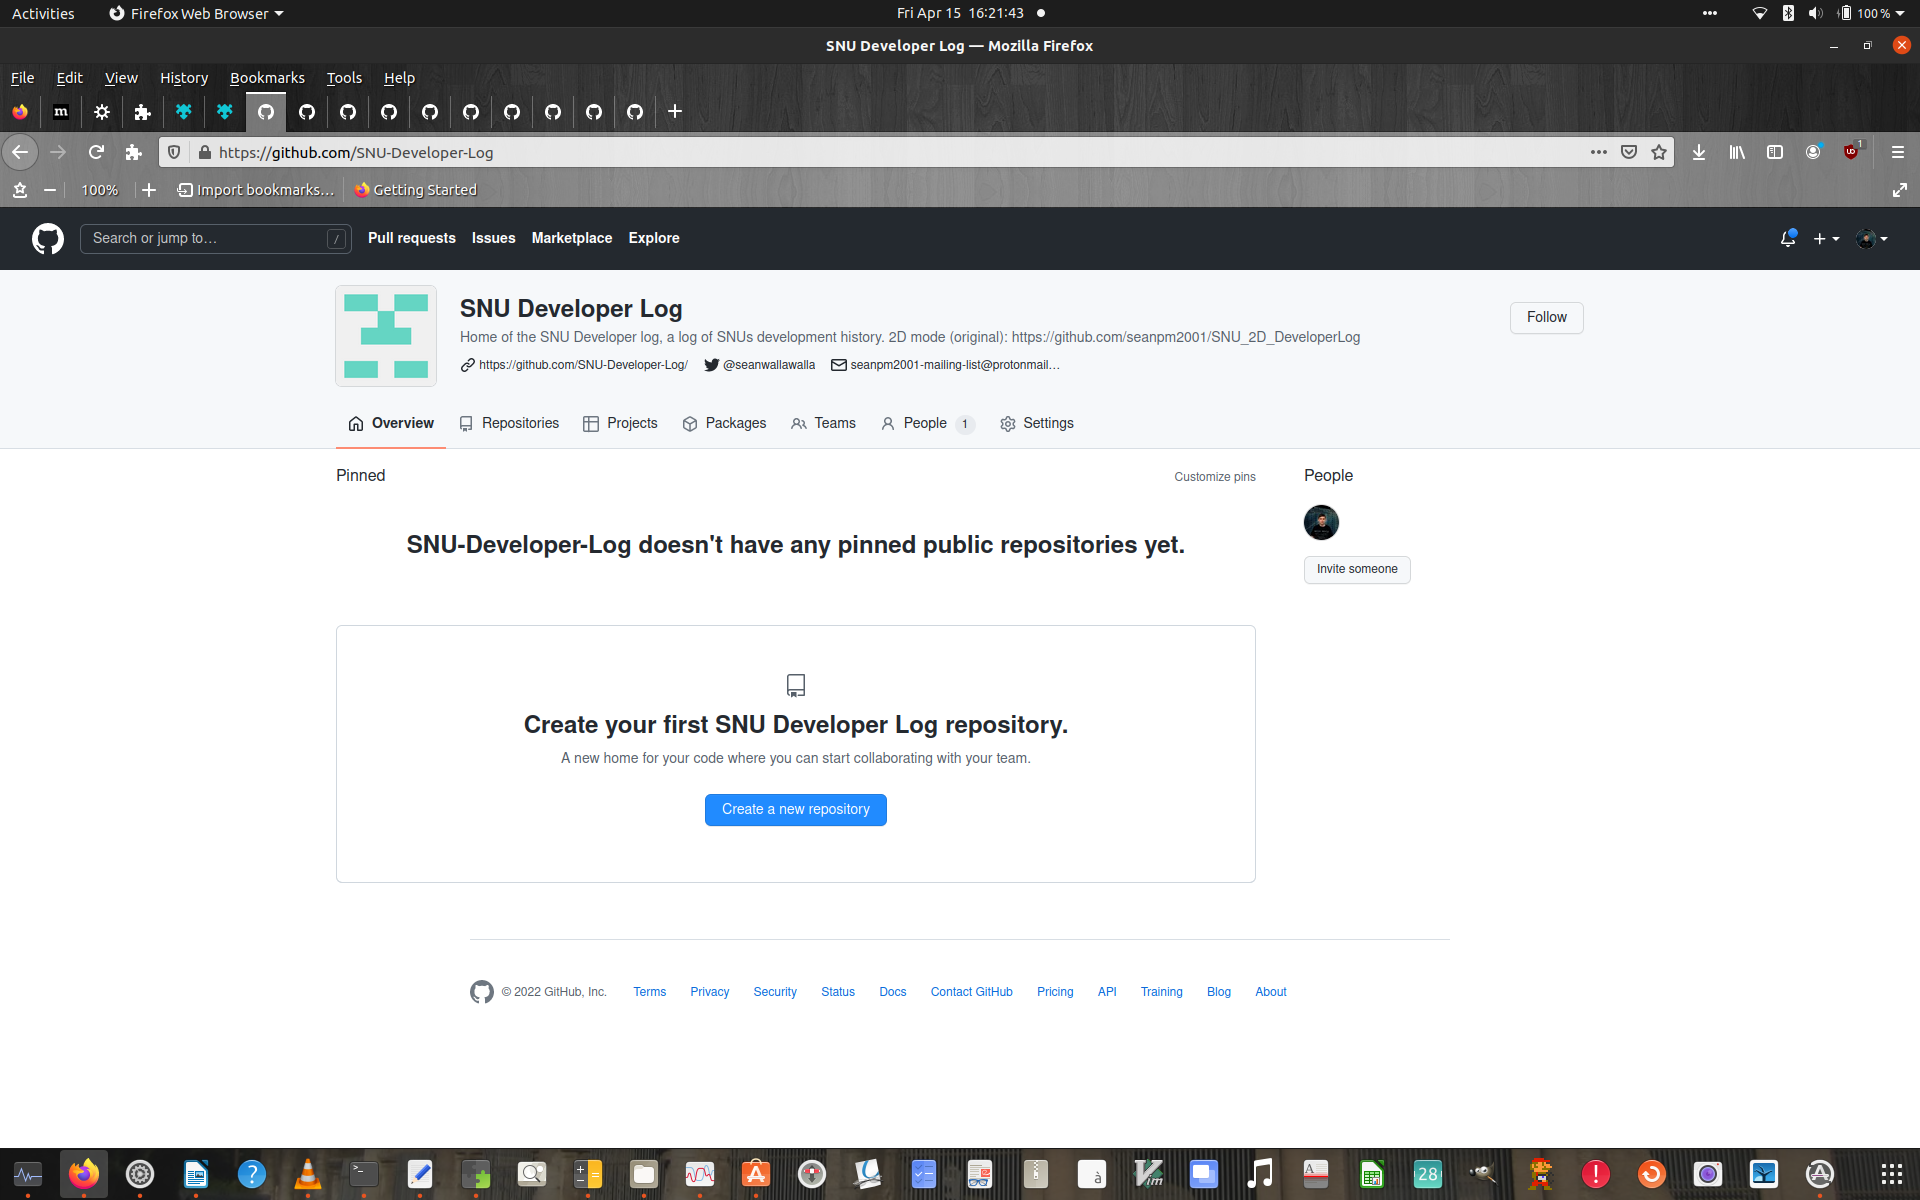 Activities
Firefox Web Browser
Fri Apr 15 16:21:43
100 %
SNU Developer Log — Mozilla Firefox
File Edit View History Bookmarks Tools Help
m
https://github.com/SNU-Developer-Log
1
100%
Import bookmarks...
Getting Started
Search or jump to...
/
Pull requests Issues Marketplace Explore
SNU Developer Log
Home of the SNU Developer log, a log of SNUs development history. 2D mode (original): https://github.com/seanpm2001/SNU_2D_DeveloperLog
https://github.com/SNU-Developer-Log/ @seanwallawalla seanpm2001-mailing-list@protonmail...
Follow
Overview Repositories Projects Packages Teams People 1 Settings
Pinned
Customize pins
People
SNU-Developer-Log doesn't have any pinned public repositories yet.
Invite someone
Create your first SNU Developer Log repository.
A new home for your code where you can start collaborating with your team.
Create a new repository
© 2022 GitHub, Inc. Terms Privacy Security Status Docs Contact GitHub Pricing API Training Blog About
28